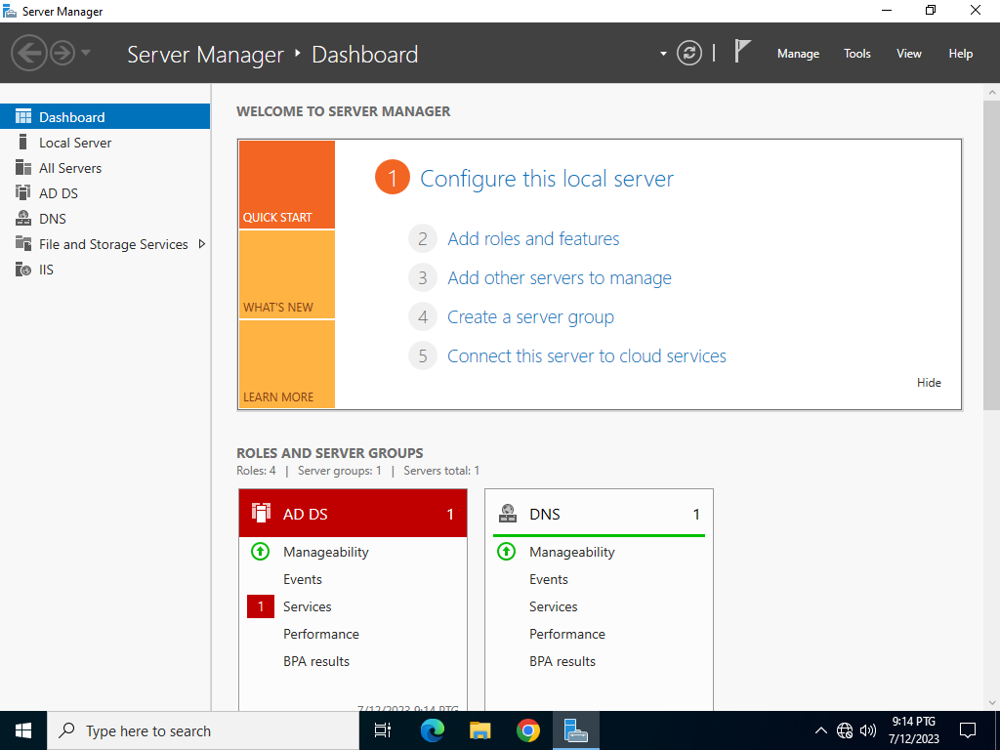 Server Manager
Server Manager ‣ Dashboard
Manage Tools View Help
Dashboard
Local Server
All Servers
AD DS
DNS
File and Storage Services
IIS
WELCOME TO SERVER MANAGER
QUICK START
WHAT'S NEW
LEARN MORE
1 Configure this local server
2 Add roles and features
3 Add other servers to manage
4 Create a server group
5 Connect this server to cloud services
Hide
ROLES AND SERVER GROUPS
Roles: 4 | Server groups: 1 | Servers total: 1
AD DS 1
Manageability
Events
1 Services
Performance
BPA results
7/12/2023 9:14 PTG
DNS 1
Manageability
Events
Services
Performance
BPA results
Type here to search
9:14 PTG
7/12/2023